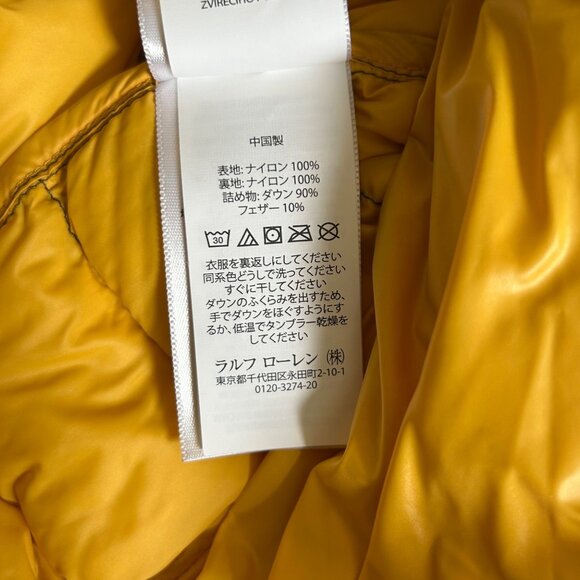 中国製
表地: ナイロン 100%
裏地: ナイロン 100%
詰め物: ダウン 90%
フェザー 10%
30
衣服を裏返しにしてください
同系色どうしで洗ってください
すぐに干してください
ダウンのふくらみを出すため、
手でダウンをほぐすようにす
るか、低温でタンブラー乾燥を
してください
ラルフ ローレン (株)
東京都千代田区永田町2-10-1
0120-3274-20